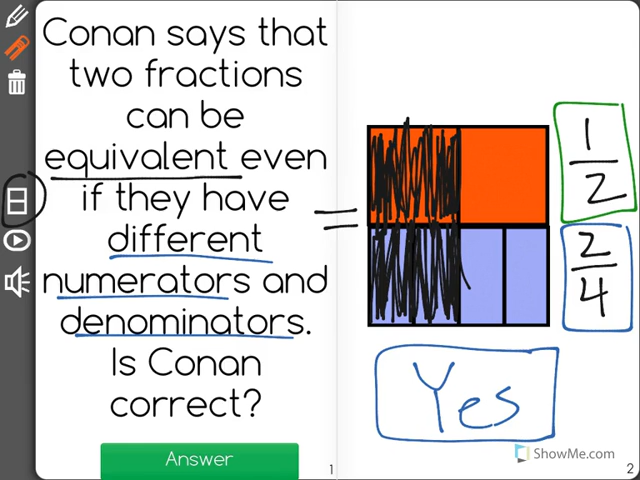 Conan says that
two fractions
can be
equivalent even
if they have
different
numerators and
denominators.
Is Conan
correct?
Answer
1
=
1
2
2
4
Yes
ShowMe.com
2